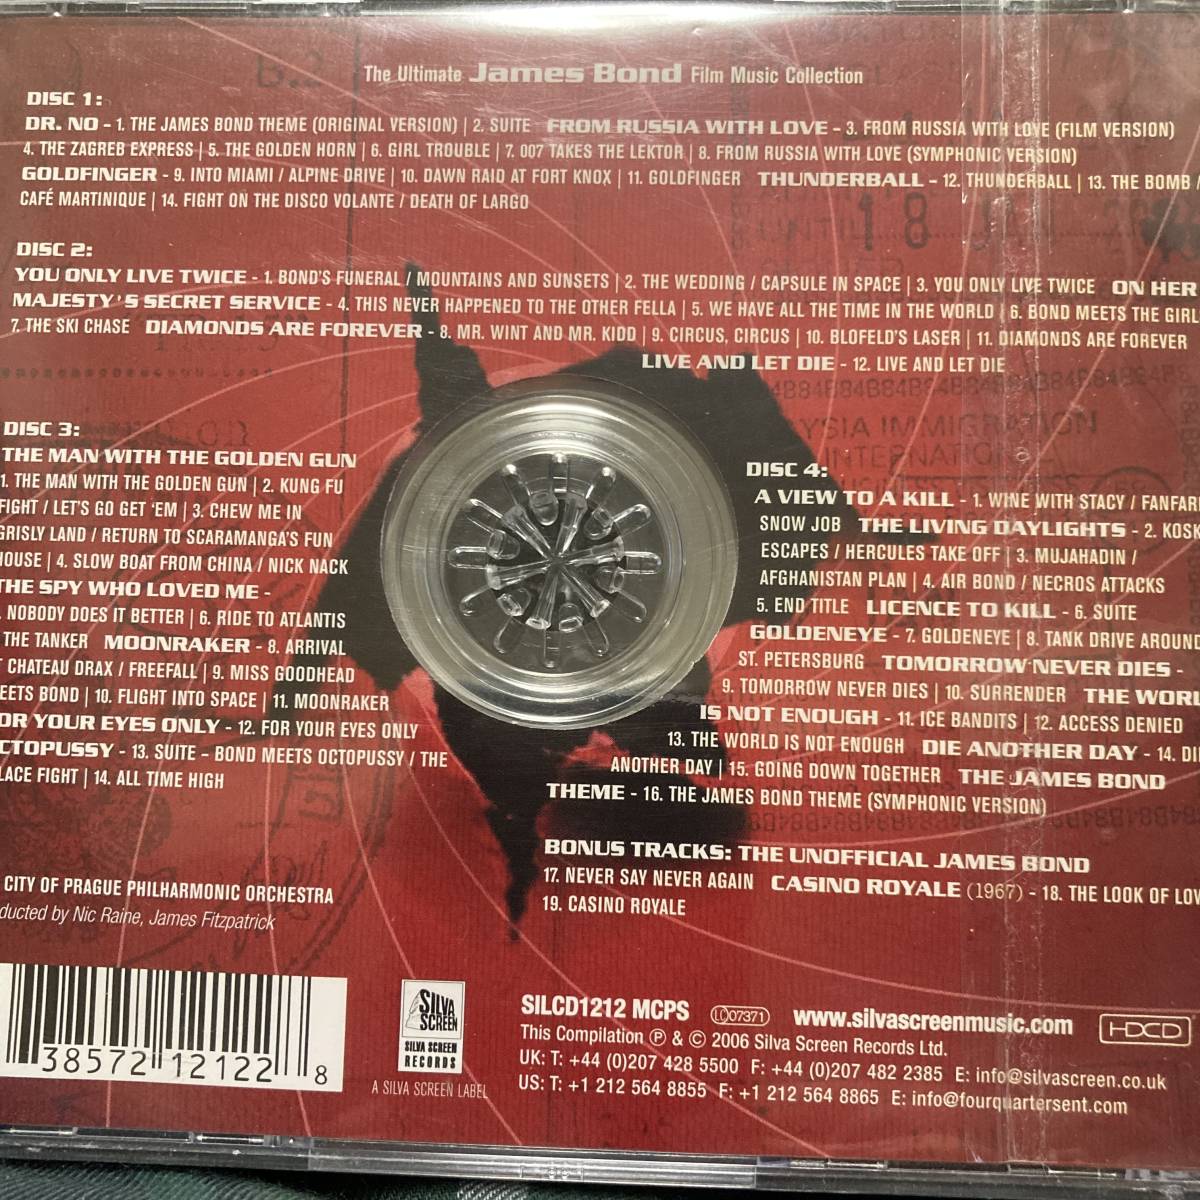 The Ultimate James Bond Film Music Collection
DISC 1:
DR. NO - 1. THE JAMES BOND THEME (ORIGINAL VERSION) | 2. SUITE FROM RUSSIA WITH LOVE - 3. FROM RUSSIA WITH LOVE (FILM VERSION)
4. THE ZAGREB EXPRESS | 5. THE GOLDEN HORN | 6. GIRL TROUBLE | 7. 007 TAKES THE LEKTOR | 8. FROM RUSSIA WITH LOVE (SYMPHONIC VERSION)
GOLDFINGER - 9. INTO MIAMI / ALPINE DRIVE | 10. DAWN RAID AT FORT KNOX | 11. GOLDFINGER THUNDERBALL - 12. THUNDERBALL | 13. THE BOMB /
CAFÉ MARTINIQUE | 14. FIGHT ON THE DISCO VOLANTE / DEATH OF LARGO
DISC 2:
YOU ONLY LIVE TWICE - 1. BOND'S FUNERAL / MOUNTAINS AND SUNSETS | 2. THE WEDDING / CAPSULE IN SPACE | 3. YOU ONLY LIVE TWICE ON HER
MAJESTY'S SECRET SERVICE - 4. THIS NEVER HAPPENED TO THE OTHER FELLA | 5. WE HAVE ALL THE TIME IN THE WORLD | 6. BOND MEETS THE GIRL
7. THE SKI CHASE DIAMONDS ARE FOREVER - 8. MR. WINT AND MR. KIDD | 9. CIRCUS, CIRCUS | 10. BLOFELD'S LASER | 11. DIAMONDS ARE FOREVER
LIVE AND LET DIE - 12. LIVE AND LET DIE
DISC 3:
THE MAN WITH THE GOLDEN GUN
1. THE MAN WITH THE GOLDEN GUN | 2. KUNG FU
FIGHT / LET'S GO GET 'EM | 3. CHEW ME IN
GRISLY LAND / RETURN TO SCARAMANGA'S FUN
HOUSE | 4. SLOW BOAT FROM CHINA / NICK NACK
THE SPY WHO LOVED ME -
. NOBODY DOES IT BETTER | 6. RIDE TO ATLANTIS
THE TANKER MOONRAKER - 8. ARRIVAL
T CHATEAU DRAX / FREEFALL | 9. MISS GOODHEAD
EETS BOND | 10. FLIGHT INTO SPACE | 11. MOONRAKER
OR YOUR EYES ONLY - 12. FOR YOUR EYES ONLY
CTOPUSSY - 13. SUITE - BOND MEETS OCTOPUSSY / THE
LACE FIGHT | 14. ALL TIME HIGH
CITY OF PRAGUE PHILHARMONIC ORCHESTRA
ducted by Nic Raine, James Fitzpatrick
DISC 4:
A VIEW TO A KILL - 1. WINE WITH STACY / FANFAR
SNOW JOB THE LIVING DAYLIGHTS - 2. KOSK
ESCAPES / HERCULES TAKE OFF | 3. MUJAHADIN /
AFGHANISTAN PLAN | 4. AIR BOND / NECROS ATTACKS
5. END TITLE LICENCE TO KILL - 6. SUITE
GOLDENEYE - 7. GOLDENEYE | 8. TANK DRIVE AROUND
ST. PETERSBURG TOMORROW NEVER DIES -
9. TOMORROW NEVER DIES | 10. SURRENDER THE WORL
IS NOT ENOUGH - 11. ICE BANDITS | 12. ACCESS DENIED
13. THE WORLD IS NOT ENOUGH DIE ANOTHER DAY - 14. DIE
ANOTHER DAY | 15. GOING DOWN TOGETHER THE JAMES BOND
THEME - 16. THE JAMES BOND THEME (SYMPHONIC VERSION)
BONUS TRACKS: THE UNOFFICIAL JAMES BOND
17. NEVER SAY NEVER AGAIN CASINO ROYALE (1967) - 18. THE LOOK OF LOV
19. CASINO ROYALE
38572 12122 8
SILVA SCREEN
SILVA SCREEN RECORDS
A SILVA SCREEN LABEL
SILCD1212 MCPS LC07371 www.silvascreenmusic.com HDCD
This Compilation ℗ & © 2006 Silva Screen Records Ltd.
UK: T: +44 (0)207 428 5500 F: +44 (0)207 482 2385 E: info@silvascreen.co.uk
US: T: +1 212 564 8855 F: +1 212 564 8865 E: info@fourquartersent.com